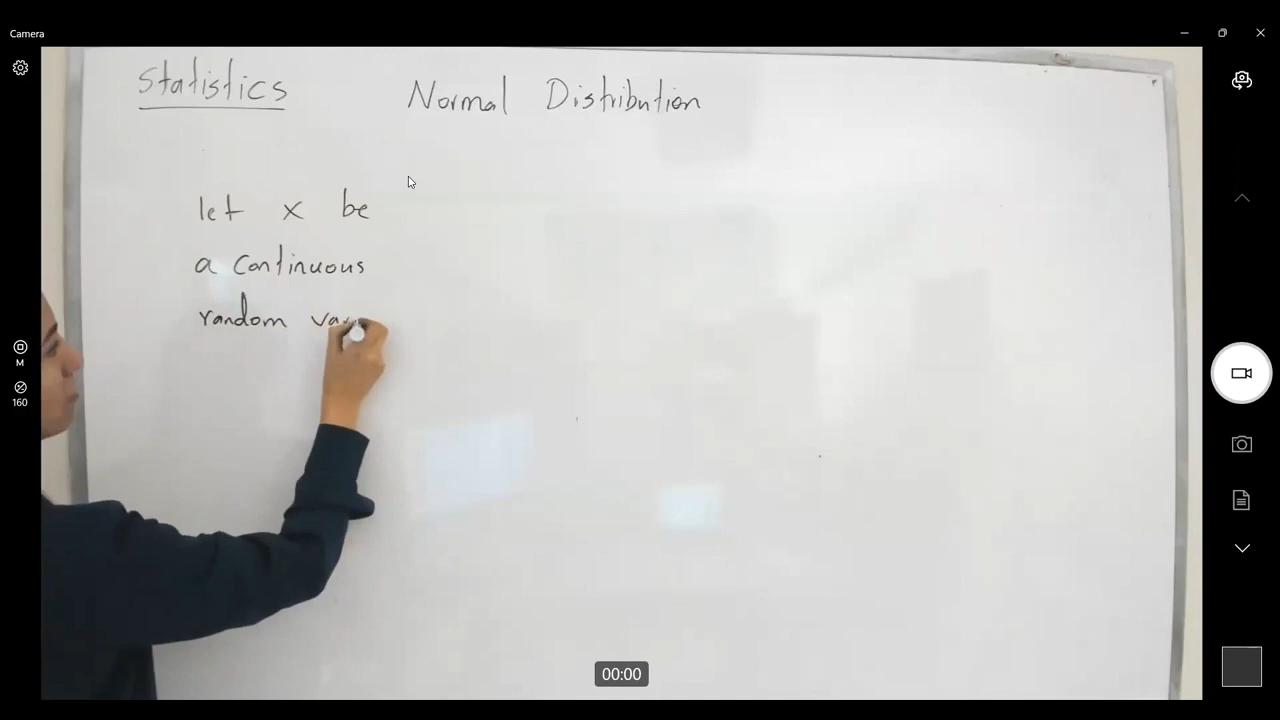 Camera
Statistics Normal Distribution
let x be
a continuous
random
M
160
00:00